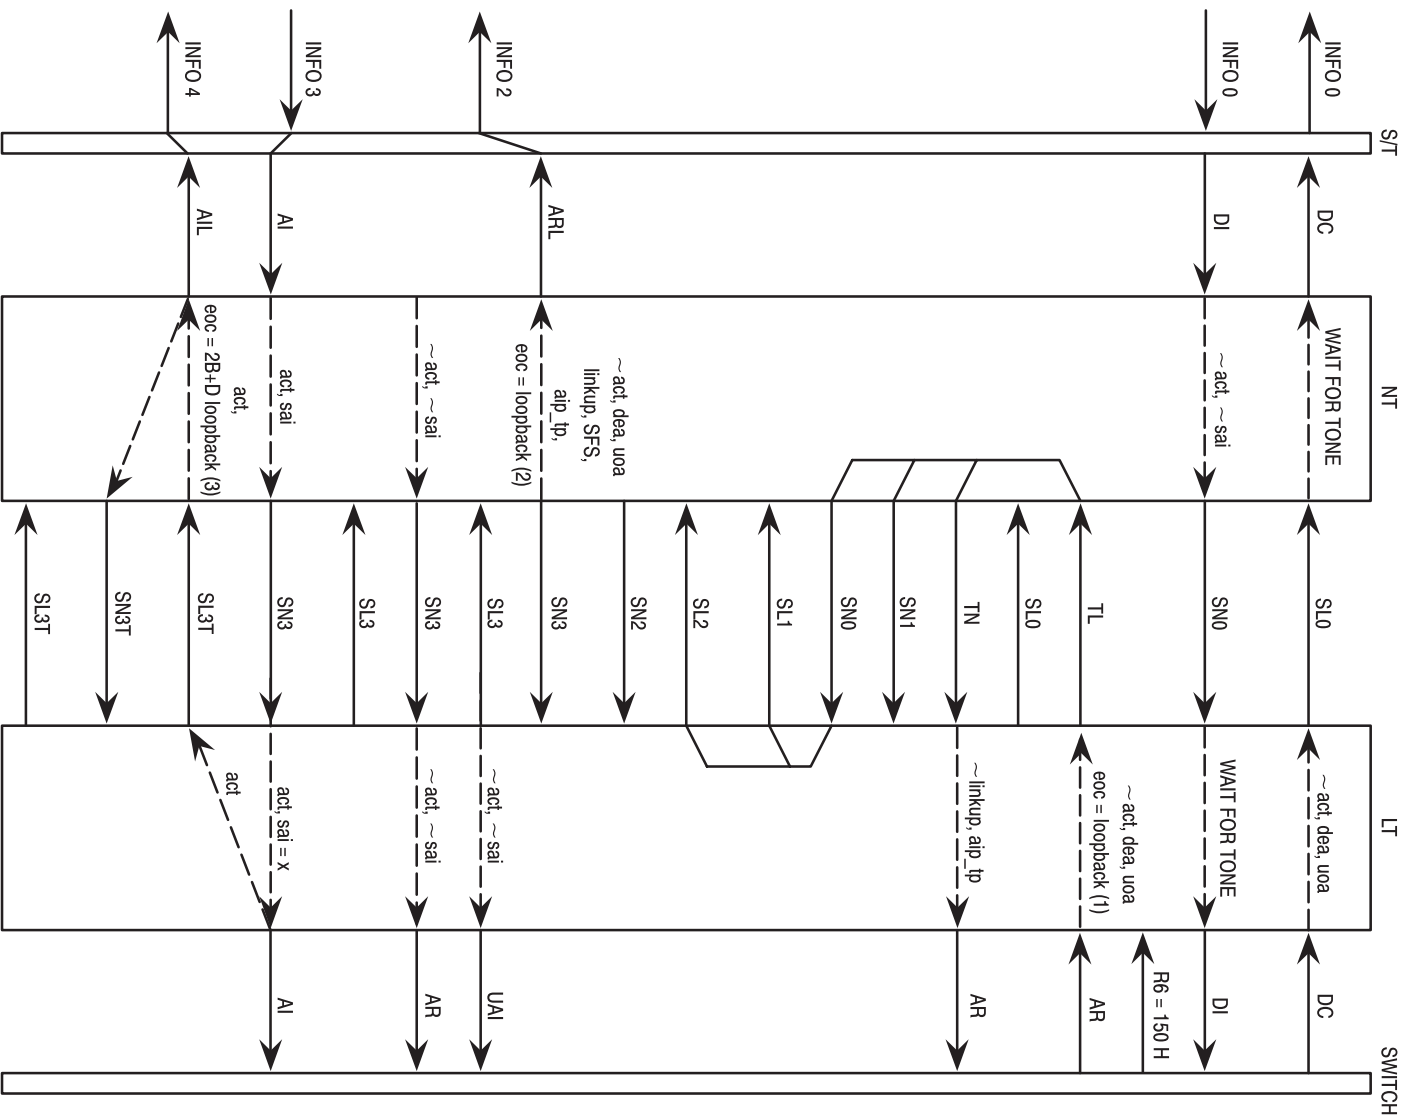 S/T
NT
LT
SWITCH
INFO 0
DC
WAIT FOR TONE
SL0
~ act, dea, uoa
DC
INFO 0
DI
~ act, ~ sai
SN0
WAIT FOR TONE
DI
R6 = 150 H
TL
~ act, dea, uoa
eoc = loopback (1)
AR
SL0
TN
~ linkup, aip_tp
AR
SN1
SN0
SL1
SL2
SN2
INFO 2
ARL
~ act, dea, uoa
linkup, SFS,
aip_tp,
eoc = loopback (2)
SN3
SL3
~ act, ~ sai
UAI
~ act, ~ sai
SN3
~ act, ~ sai
AR
SL3
INFO 3
AI
act, sai
SN3
act, sai = x
AI
INFO 4
AIL
act,
eoc = 2B+D loopback (3)
SL3T
act
SN3T
SL3T